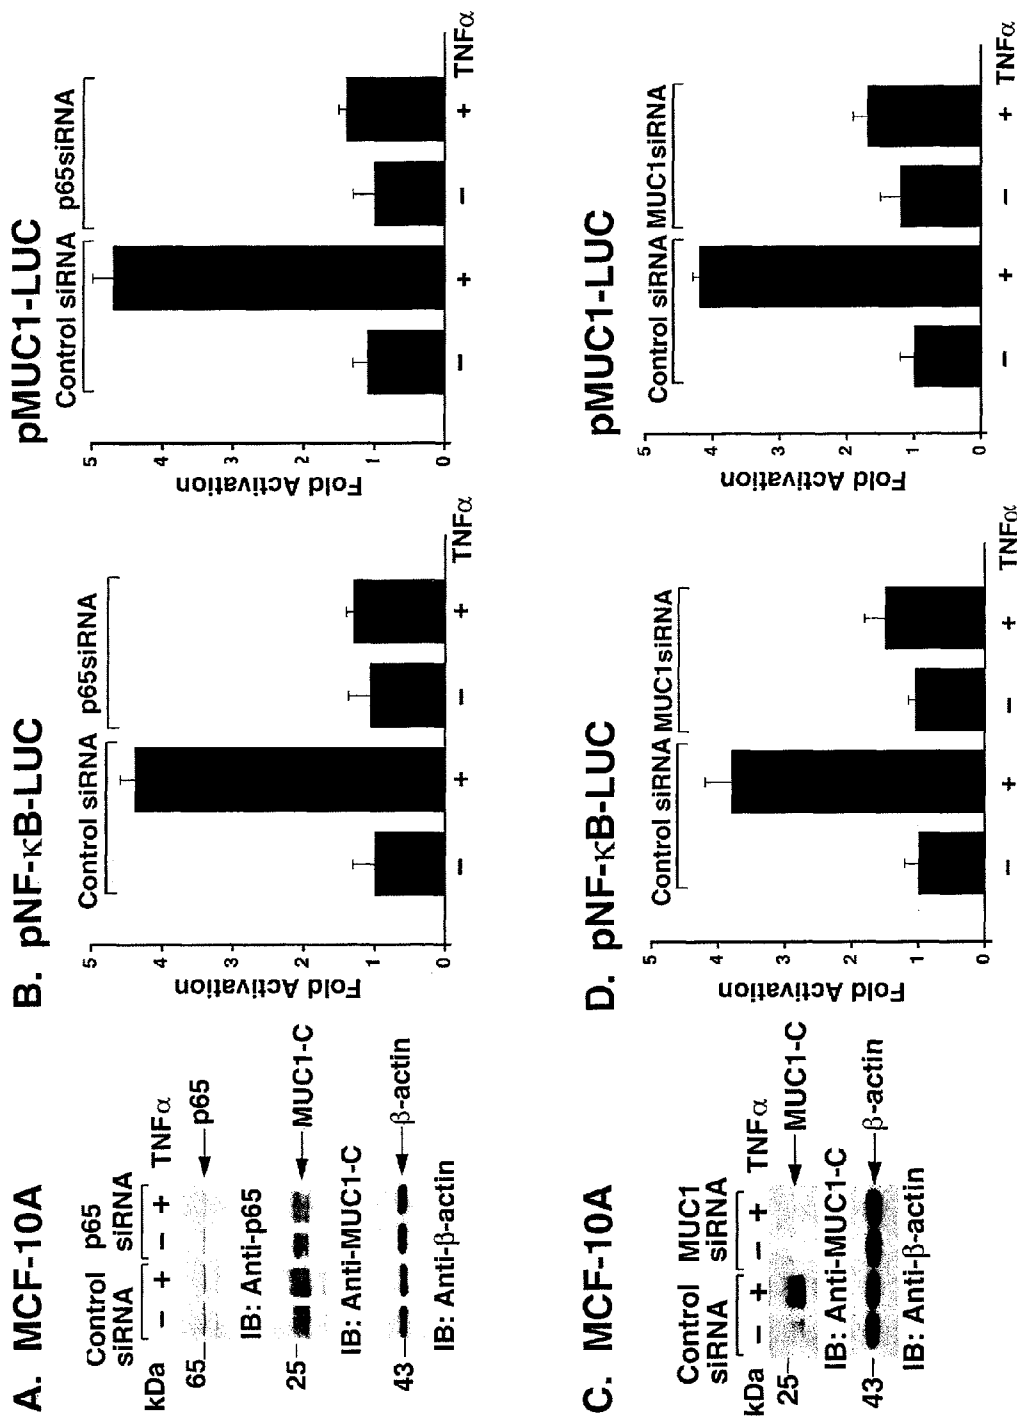 A. MCF-10A
Control siRNA p65 siRNA
kDa − + − + TNFα
65 p65
IB: Anti-p65
25 MUC1-C
IB: Anti-MUC1-C
43 β-actin
IB: Anti-β-actin
B. pNF-κB-LUC
Control siRNA p65siRNA
Fold Activation
5
4
3
2
1
0
− + − + TNFα
pMUC1-LUC
Control siRNA p65siRNA
Fold Activation
5
4
3
2
1
0
− + − + TNFα
C. MCF-10A
Control siRNA MUC1 siRNA
kDa − + − + TNFα
25 MUC1-C
IB: Anti-MUC1-C
43 β-actin
IB: Anti-β-actin
D. pNF-κB-LUC
Control siRNA MUC1siRNA
Fold Activation
5
4
3
2
1
0
− + − + TNFα
pMUC1-LUC
Control siRNA MUC1siRNA
Fold Activation
5
4
3
2
1
0
− + − + TNFα